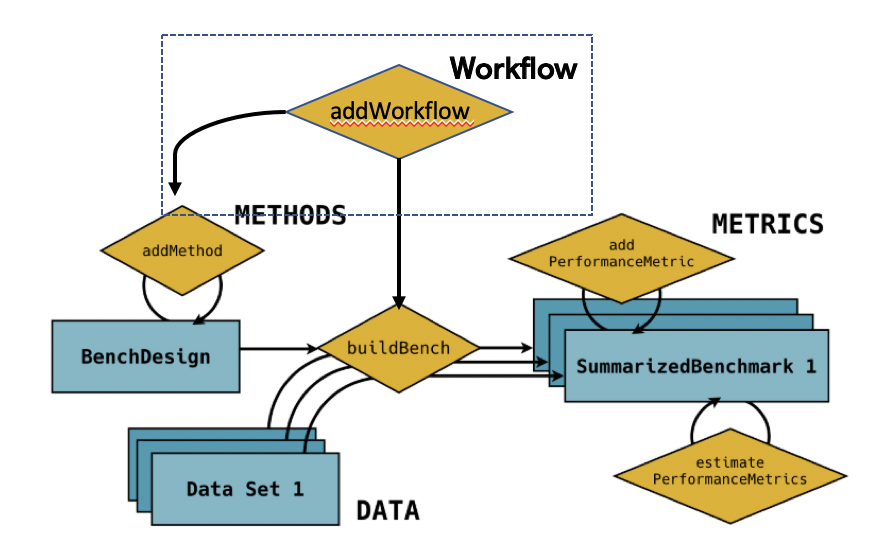 Workflow
addWorkflow
METHODS
METRICS
addMethod
add
PerformanceMetric
BenchDesign
buildBench
SummarizedBenchmark 1
Data Set 1
DATA
estimate
PerformanceMetrics